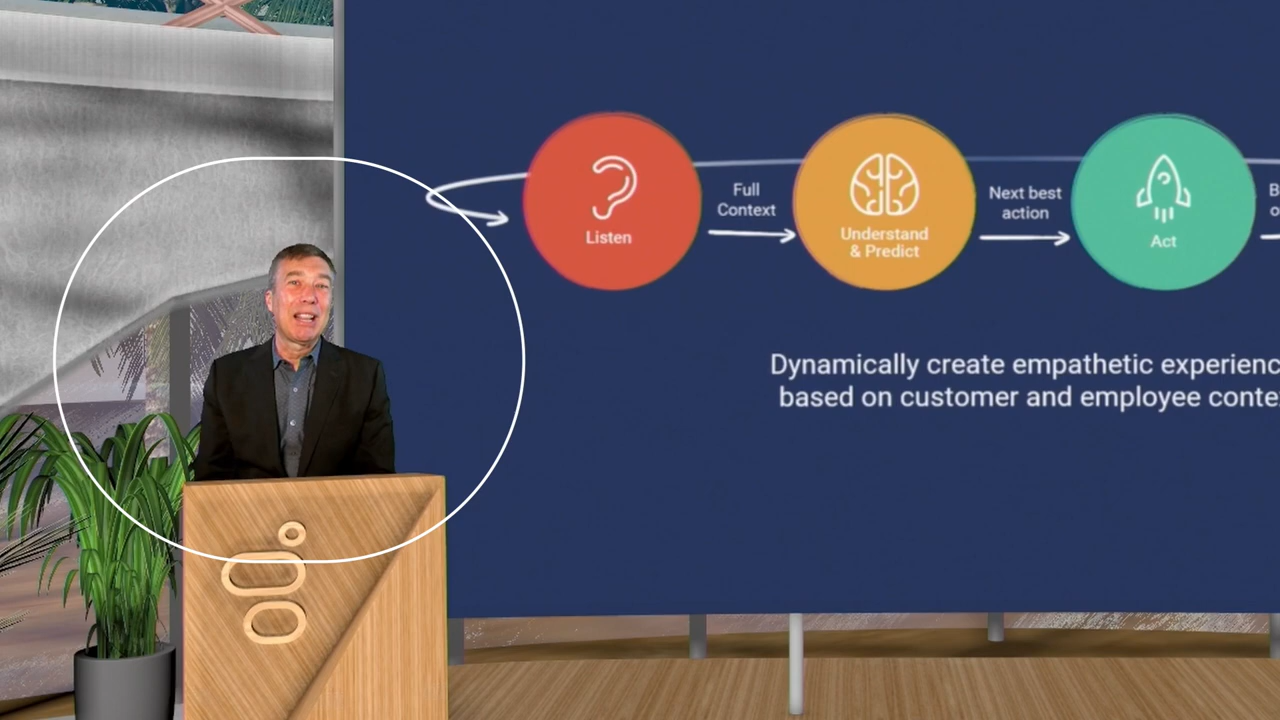 Full
Context
Next best
action
Listen
Understand
& Predict
Act
Dynamically create empathetic experienc
based on customer and employee conte